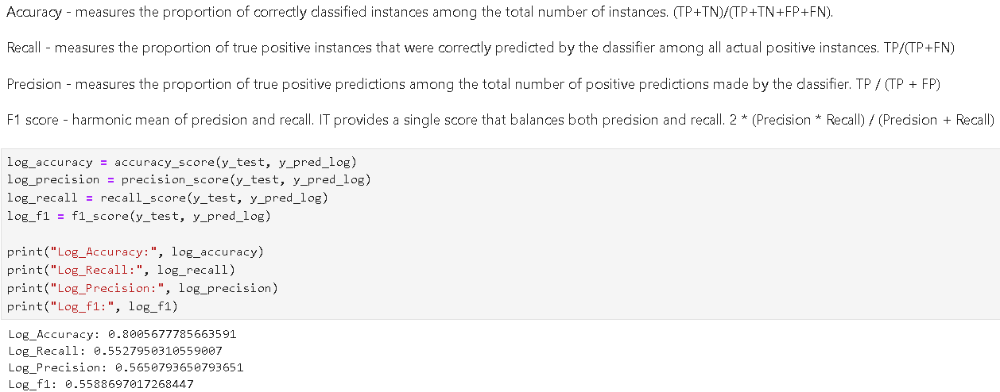 Accuracy - measures the proportion of correctly classified instances among the total number of instances. (TP+TN)/(TP+TN+FP+FN).
Recall - measures the proportion of true positive instances that were correctly predicted by the classifier among all actual positive instances. TP/(TP+FN)
Precision - measures the proportion of true positive predictions among the total number of positive predictions made by the classifier. TP / (TP + FP)
F1 score - harmonic mean of precision and recall. IT provides a single score that balances both precision and recall. 2 * (Precision * Recall) / (Precision + Recall)
log_accuracy = accuracy_score(y_test, y_pred_log)
log_precision = precision_score(y_test, y_pred_log)
log_recall = recall_score(y_test, y_pred_log)
log_f1 = f1_score(y_test, y_pred_log)
print("Log_Accuracy:", log_accuracy)
print("Log_Recall:", log_recall)
print("Log_Precision:", log_precision)
print("Log_f1:", log_f1)
Log_Accuracy: 0.8005677785663591
Log_Recall: 0.5527950310559007
Log_Precision: 0.5650793650793651
Log_f1: 0.5588697017268447